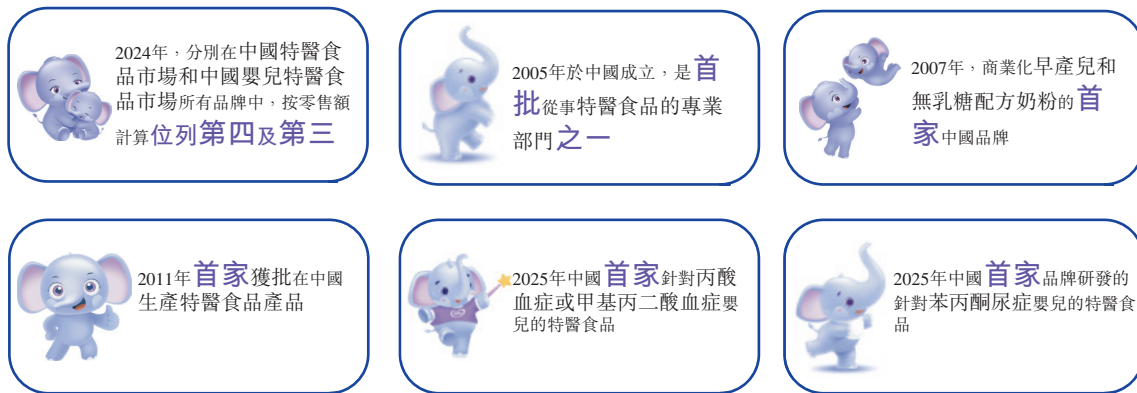 2024年，分別在中國特醫食
品市場和中國嬰兒特醫食
品市場所有品牌中，按零售額
計算位列第四及第三
2005年於中國成立，是首
批從事特醫食品的專業
部門之一
2007年，商業化早產兒和
無乳糖配方奶粉的首
家中國品牌
2011年首家獲批在中國
生產特醫食品產品
2025年中國首家針對丙酸
血症或甲基丙二酸血症嬰
兒的特醫食品
2025年中國首家品牌研發的
針對苯丙酮尿症嬰兒的特醫食
品